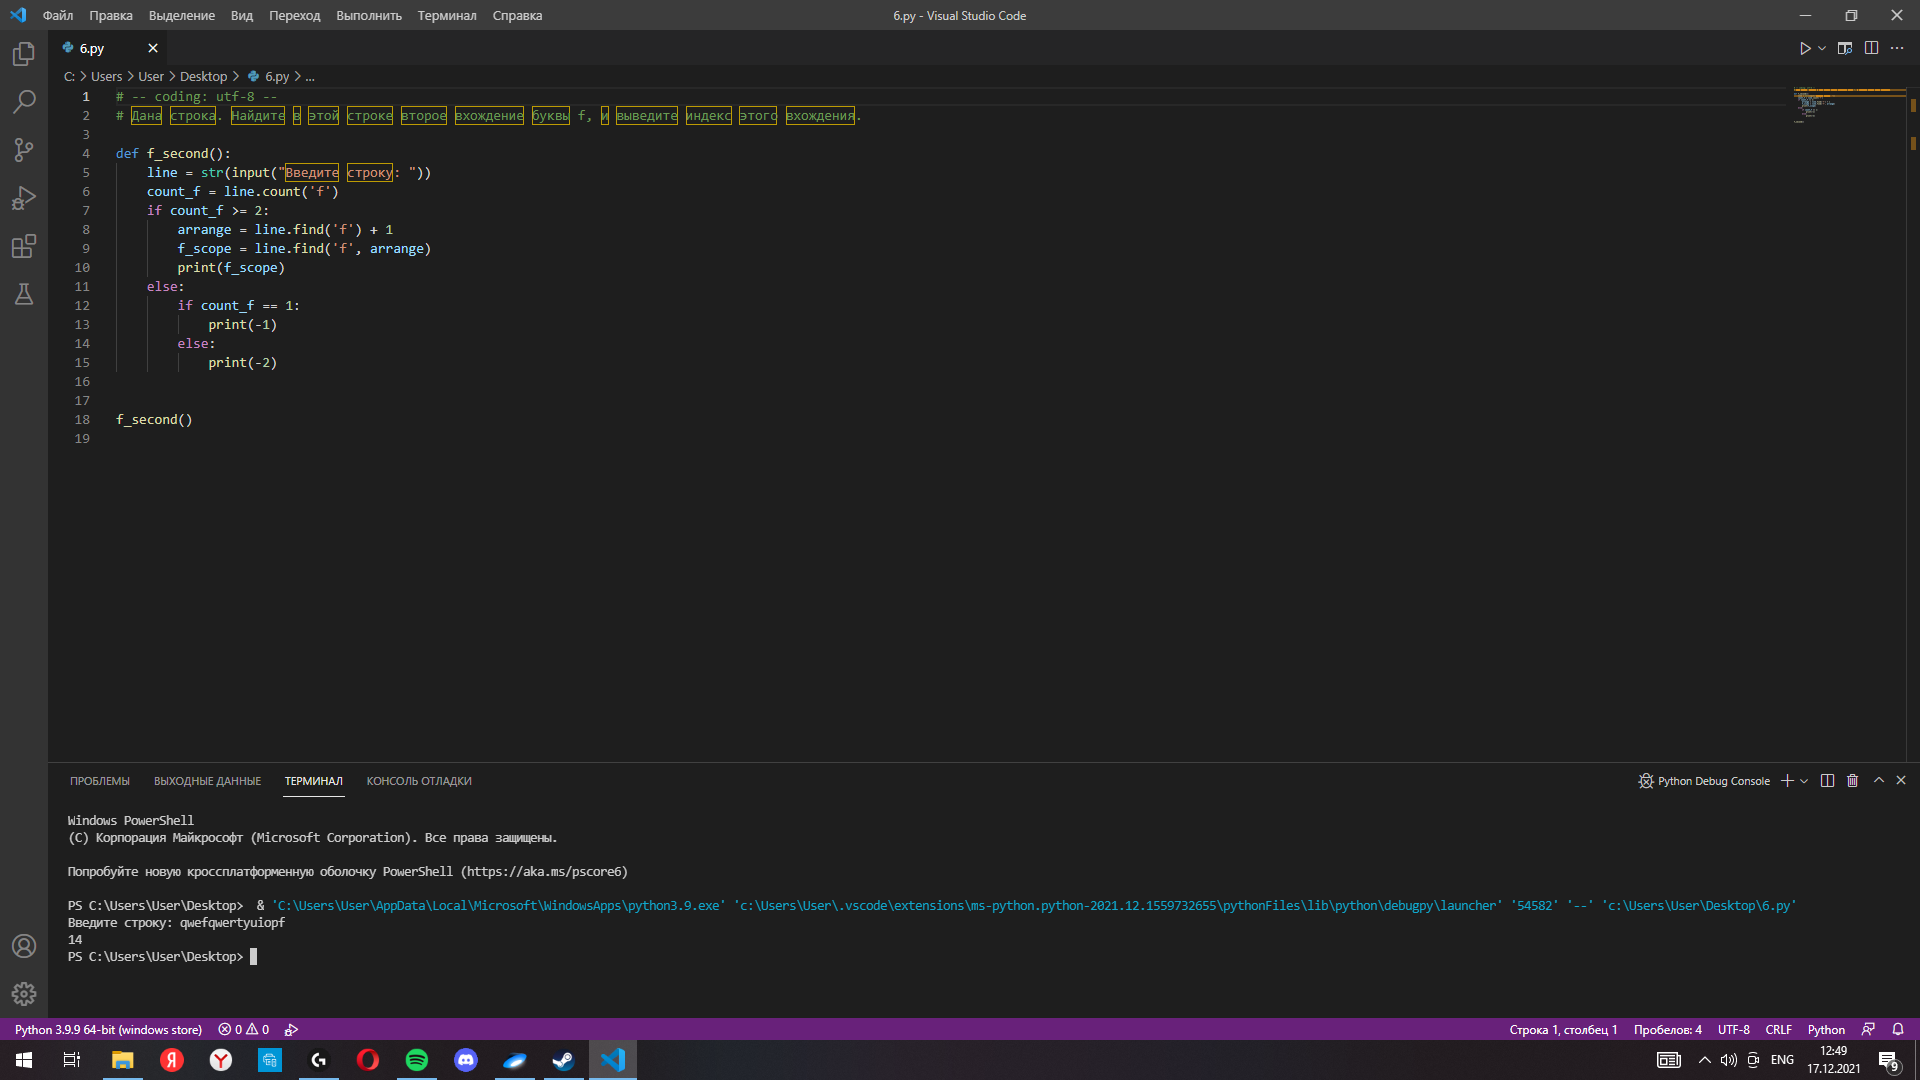 Файл Правка Выделение Вид Переход Выполнить Терминал Справка
6.py - Visual Studio Code
6.py
C: > Users > User > Desktop > 6.py > ...
1 # -- coding: utf-8 --
2 # Дана строка. Найдите в этой строке второе вхождение буквы f, и выведите индекс этого вхождения.
3
4 def f_second():
5     line = str(input("Введите строку: "))
6     count_f = line.count('f')
7     if count_f >= 2:
8         arrange = line.find('f') + 1
9         f_scope = line.find('f', arrange)
10         print(f_scope)
11     else:
12         if count_f == 1:
13             print(-1)
14         else:
15             print(-2)
16
17
18 f_second()
19
ПРОБЛЕМЫ ВЫХОДНЫЕ ДАННЫЕ ТЕРМИНАЛ КОНСОЛЬ ОТЛАДКИ
Python Debug Console
Windows PowerShell
(C) Корпорация Майкрософт (Microsoft Corporation). Все права защищены.
Попробуйте новую кроссплатформенную оболочку PowerShell (https://aka.ms/pscore6)
PS C:\Users\User\Desktop>  & 'C:\Users\User\AppData\Local\Microsoft\WindowsApps\python3.9.exe' 'c:\Users\User\.vscode\extensions\ms-python.python-2021.12.1559732655\pythonFiles\lib\python\debugpy\launcher' '54582' '--' 'c:\Users\User\Desktop\6.py'
Введите строку: qwefqwertyuiopf
14
PS C:\Users\User\Desktop>
Python 3.9.9 64-bit (windows store) 0 0
Строка 1, столбец 1 Пробелов: 4 UTF-8 CRLF Python
ENG
12:49
17.12.2021
9